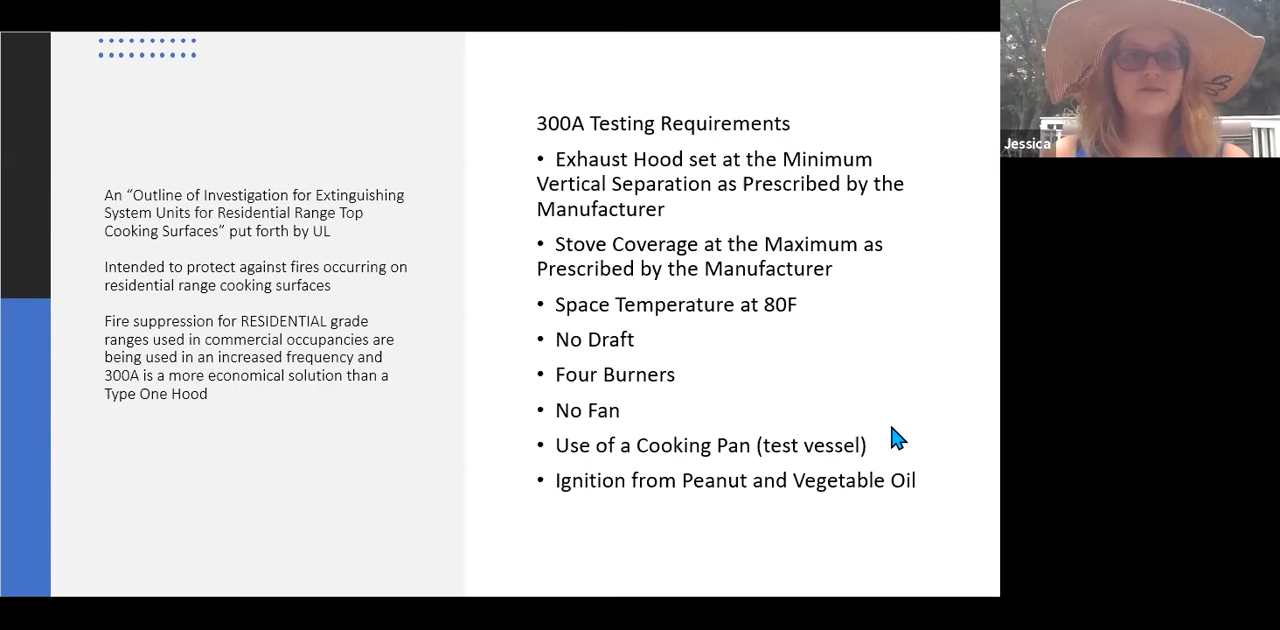 An “Outline of Investigation for Extinguishing
System Units for Residential Range Top
Cooking Surfaces” put forth by UL
Intended to protect against fires occurring on
residential range cooking surfaces
Fire suppression for RESIDENTIAL grade
ranges used in commercial occupancies are
being used in an increased frequency and
300A is a more economical solution than a
Type One Hood
300A Testing Requirements
• Exhaust Hood set at the Minimum
Vertical Separation as Prescribed by the
Manufacturer
• Stove Coverage at the Maximum as
Prescribed by the Manufacturer
• Space Temperature at 80F
• No Draft
• Four Burners
• No Fan
• Use of a Cooking Pan (test vessel)
• Ignition from Peanut and Vegetable Oil
Jessica